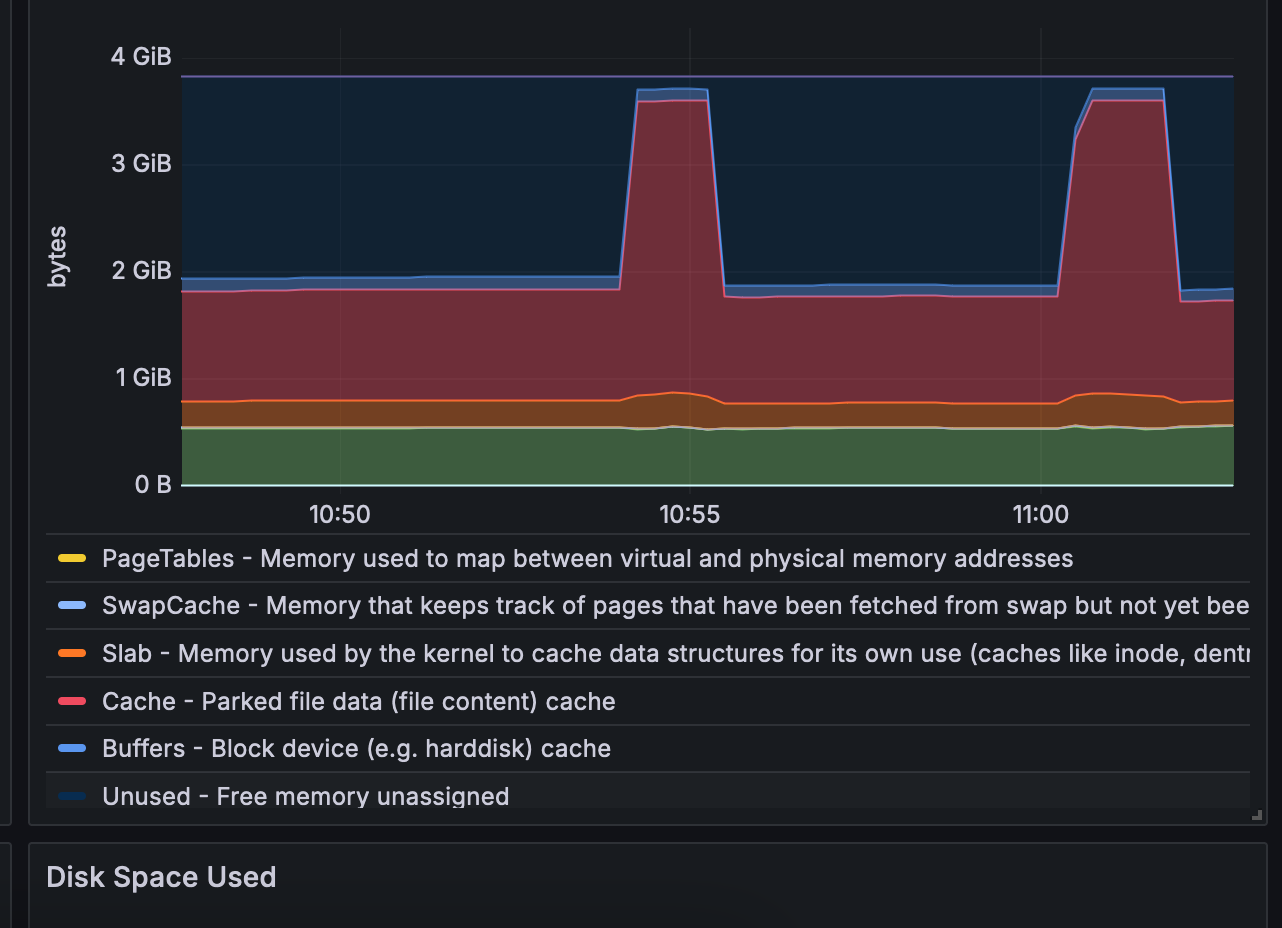 4 GiB
3 GiB
2 GiB
1 GiB
0 B
bytes
10:50 10:55 11:00
PageTables - Memory used to map between virtual and physical memory addresses
SwapCache - Memory that keeps track of pages that have been fetched from swap but not yet bee
Slab - Memory used by the kernel to cache data structures for its own use (caches like inode, dentr
Cache - Parked file data (file content) cache
Buffers - Block device (e.g. harddisk) cache
Unused - Free memory unassigned
Disk Space Used